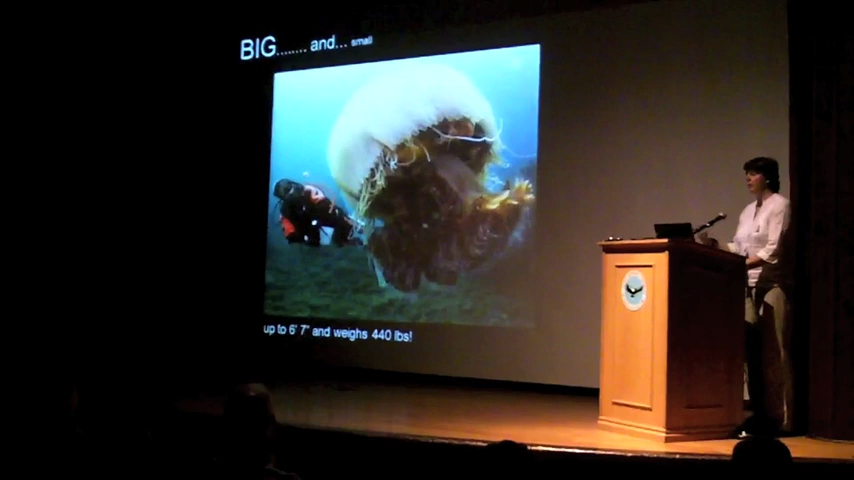 BIG........ and... small
up to 6' 7" and weighs 440 lbs!